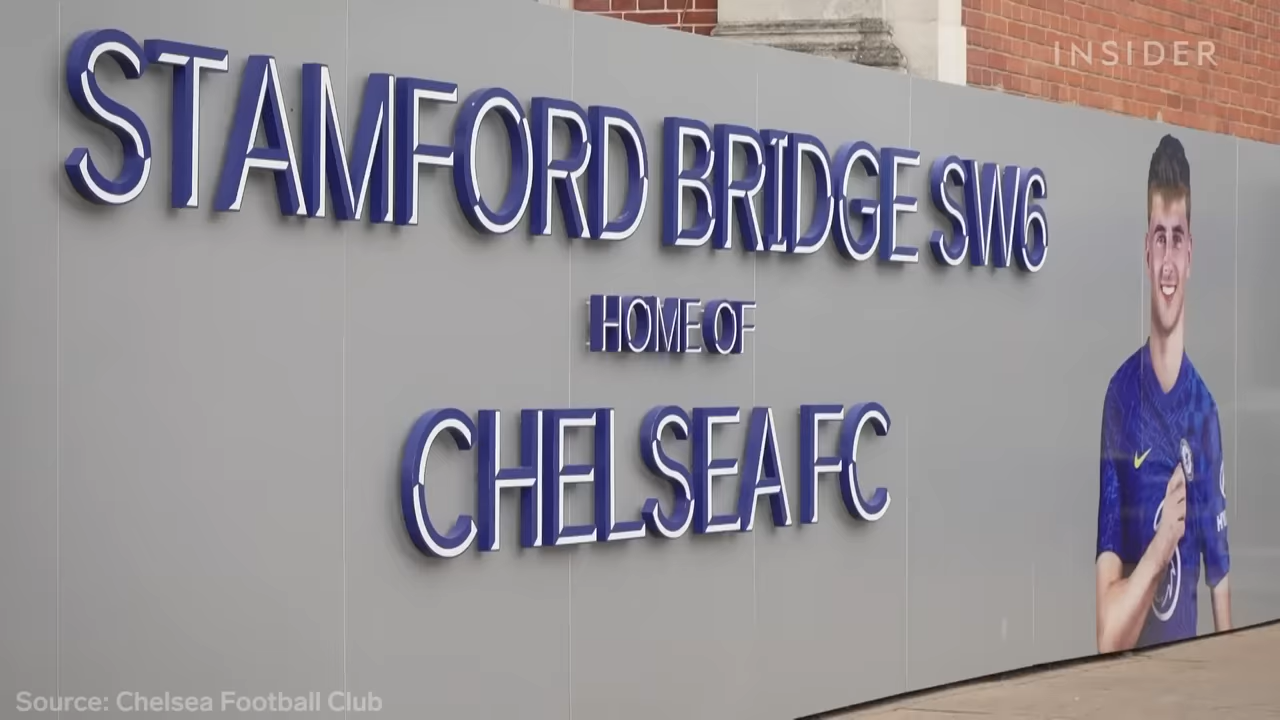 INSIDER
STAMFORD BRIDGE SW6
HOME OF
CHELSEA FC
Source: Chelsea Football Club